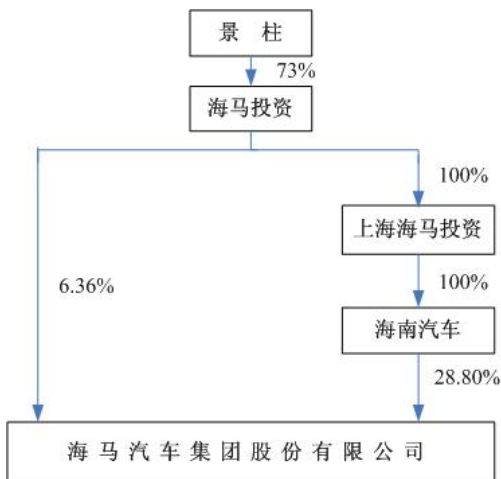 景 柱
73%
海马投资
100%
上海海马投资
6.36%
100%
海南汽车
28.80%
海马汽车集团股份有限公司